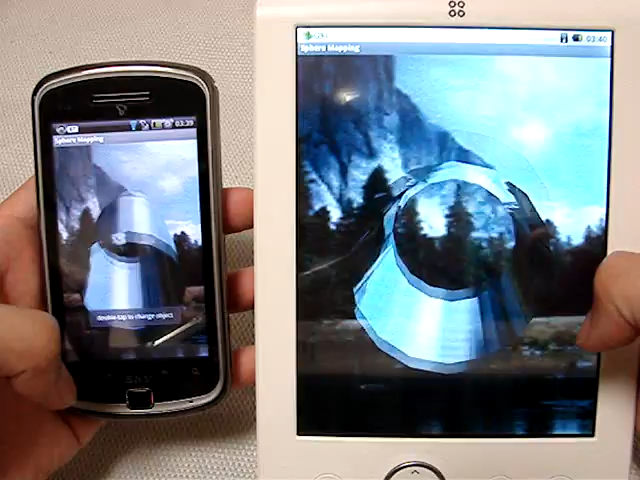 03:39
Sphere Mapping
double-tap to change object
03:40
Sphere Mapping